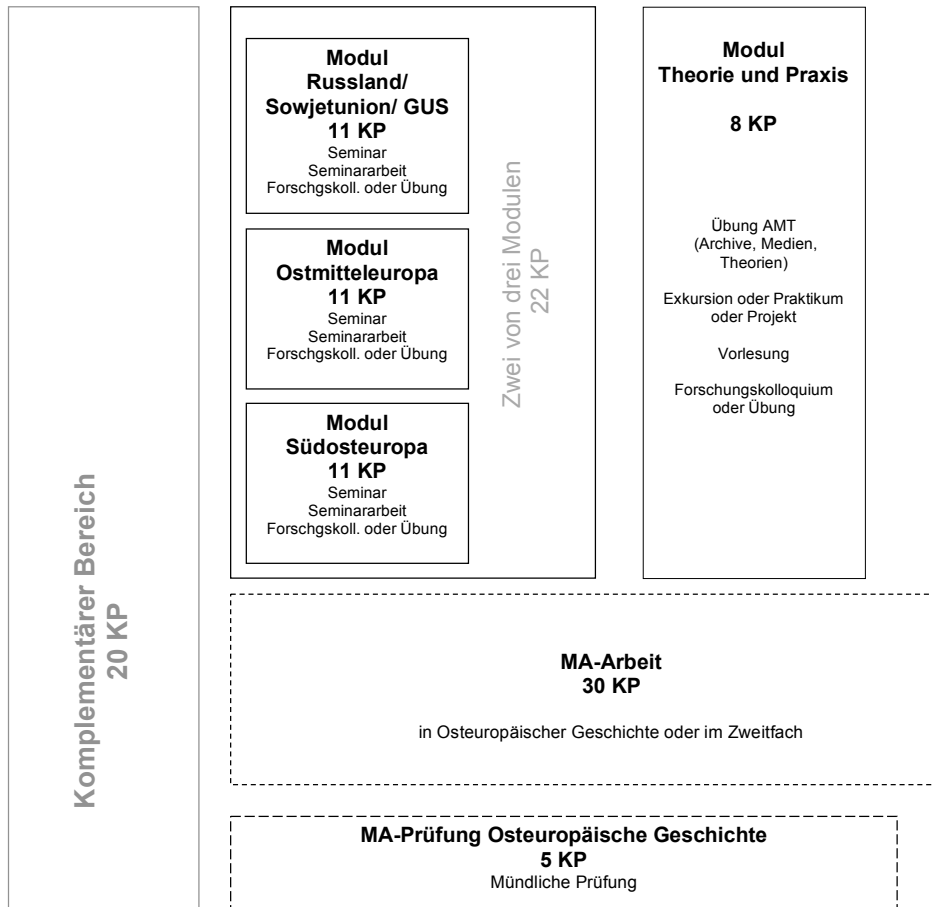 Komplementärer Bereich
20 KP
Modul
Russland/
Sowjetunion/ GUS
11 KP
Seminar
Seminararbeit
Forschgskoll. oder Übung
Modul
Ostmitteleuropa
11 KP
Seminar
Seminararbeit
Forschgskoll. oder Übung
Modul
Südosteuropa
11 KP
Seminar
Seminararbeit
Forschgskoll. oder Übung
Zwei von drei Modulen
22 KP
Modul
Theorie und Praxis
8 KP
Übung AMT
(Archive, Medien,
Theorien)
Exkursion oder Praktikum
oder Projekt
Vorlesung
Forschungskolloquium
oder Übung
MA-Arbeit
30 KP
in Osteuropäischer Geschichte oder im Zweitfach
MA-Prüfung Osteuropäische Geschichte
5 KP
Mündliche Prüfung